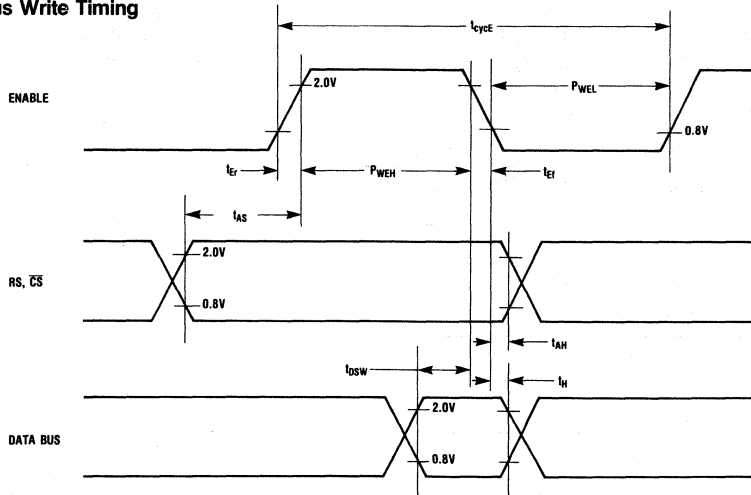 us Write Timing
tcycE
ENABLE
2.0V
PWEL
0.8V
tEr
PWEH
tEf
tAS
RS, CS
2.0V
0.8V
tAH
tDSW
tH
DATA BUS
2.0V
0.8V